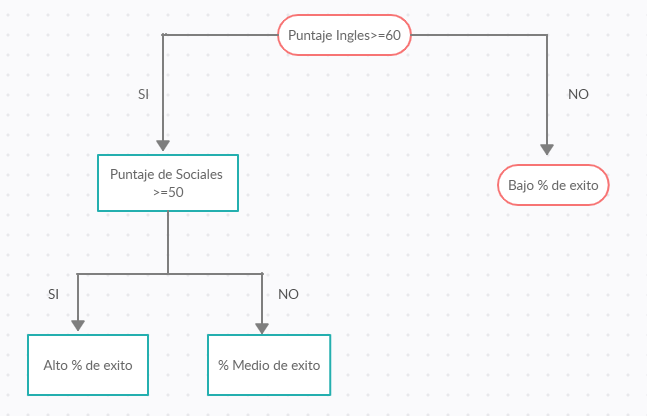 Puntaje Ingles>=60
SI
NO
Puntaje de Sociales
>=50
Bajo % de exito
SI
NO
Alto % de exito
% Medio de exito